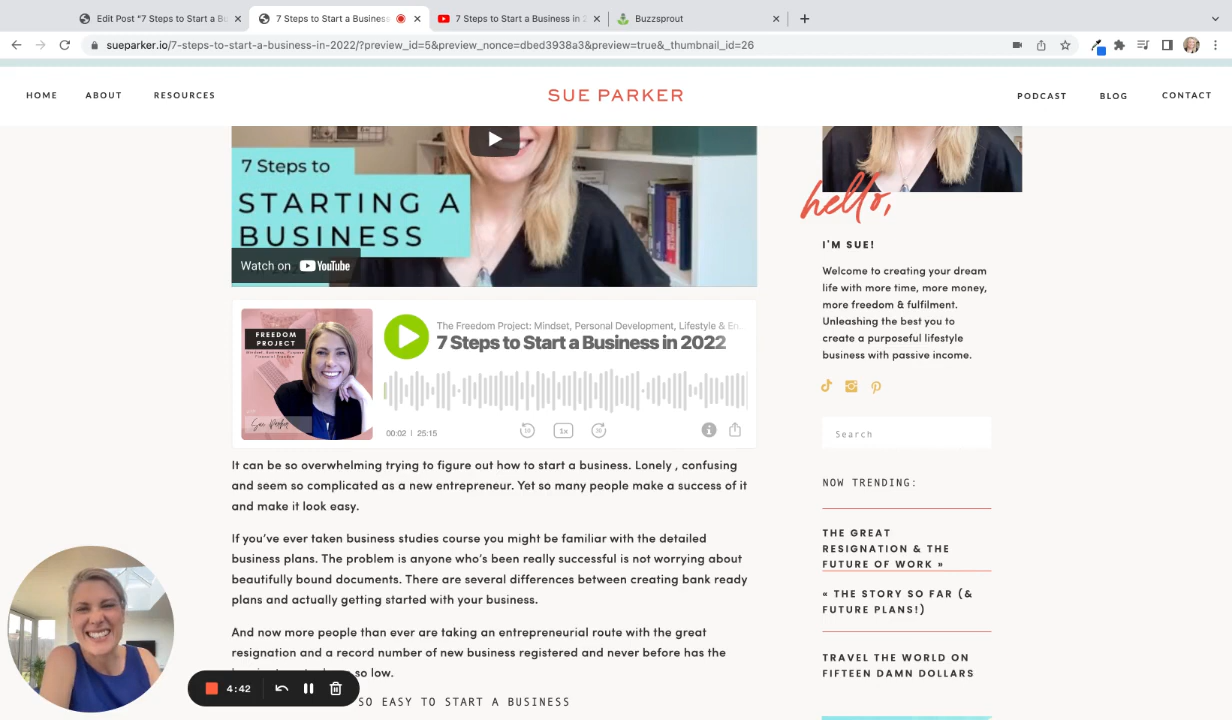 Edit Post "7 Steps to Start a Bu
7 Steps to Start a Business
7 Steps to Start a Business in 2
Buzzsprout
sueparker.io/7-steps-to-start-a-business-in-2022/?preview_id=5&preview_nonce=dbed3938a3&preview=true&_thumbnail_id=26
HOME ABOUT RESOURCES SUE PARKER PODCAST BLOG CONTACT
7 Steps to
STARTING A
BUSINESS
Watch on YouTube
FREEDOM
PROJECT
Sue Parker
The Freedom Project: Mindset, Personal Development, Lifestyle & En...
7 Steps to Start a Business in 2022
00:02 | 25:15
10 1x 30
It can be so overwhelming trying to figure out how to start a business. Lonely , confusing
and seem so complicated as a new entrepreneur. Yet so many people make a success of it
and make it look easy.
If you've ever taken business studies course you might be familiar with the detailed
business plans. The problem is anyone who's been really successful is not worrying about
beautifully bound documents. There are several differences between creating bank ready
plans and actually getting started with your business.
And now more people than ever are taking an entrepreneurial route with the great
resignation and a record number of new business registered and never before has the
so low.
SO EASY TO START A BUSINESS
4:42
hello,
I'M SUE!
Welcome to creating your dream
life with more time, more money,
more freedom & fulfilment.
Unleashing the best you to
create a purposeful lifestyle
business with passive income.
Search
NOW TRENDING:
THE GREAT
RESIGNATION & THE
FUTURE OF WORK »
« THE STORY SO FAR (&
FUTURE PLANS!)
TRAVEL THE WORLD ON
FIFTEEN DAMN DOLLARS